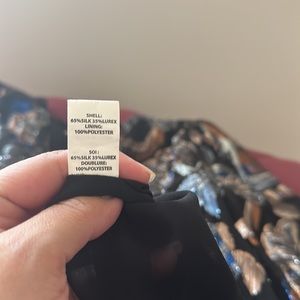 SHELL:
65%SILK 35%LUREX
LINING:
100%POLYESTER
SOI:
65%SILK 35%LUREX
DOUBLURE:
100%POLYESTER